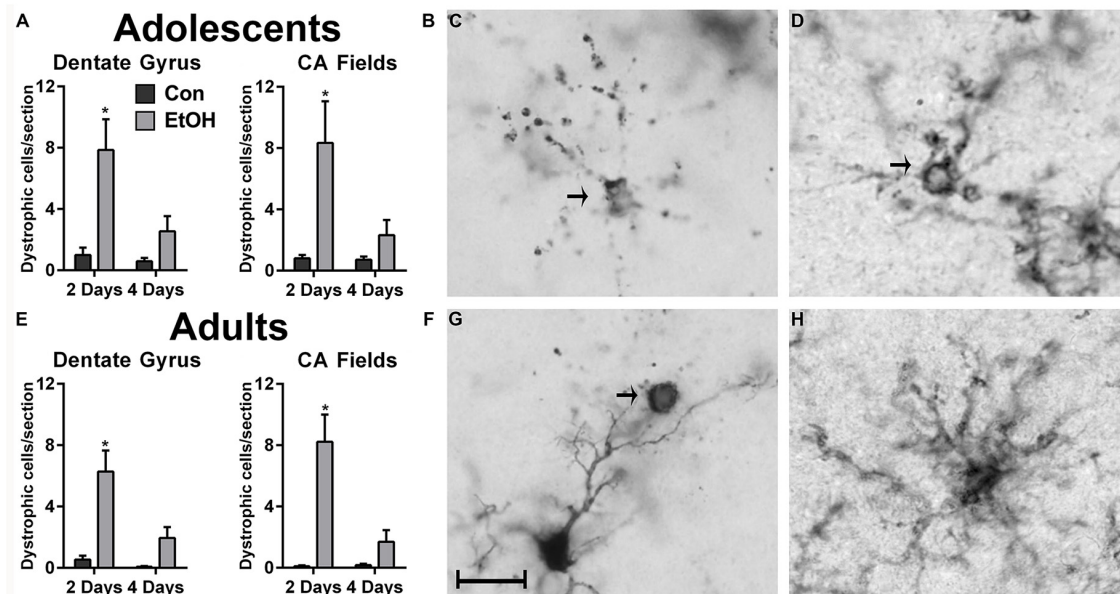 A
Adolescents
B
Dentate Gyrus
CA Fields
Con
EtOH
Dystrophic cells/section
12
8
4
0
*
2 Days 4 Days
Dystrophic cells/section
12
8
4
0
*
2 Days 4 Days
C
D
E
Adults
F
Dentate Gyrus
CA Fields
Dystrophic cells/section
12
8
4
0
*
2 Days 4 Days
Dystrophic cells/section
12
8
4
0
*
2 Days 4 Days
G
H